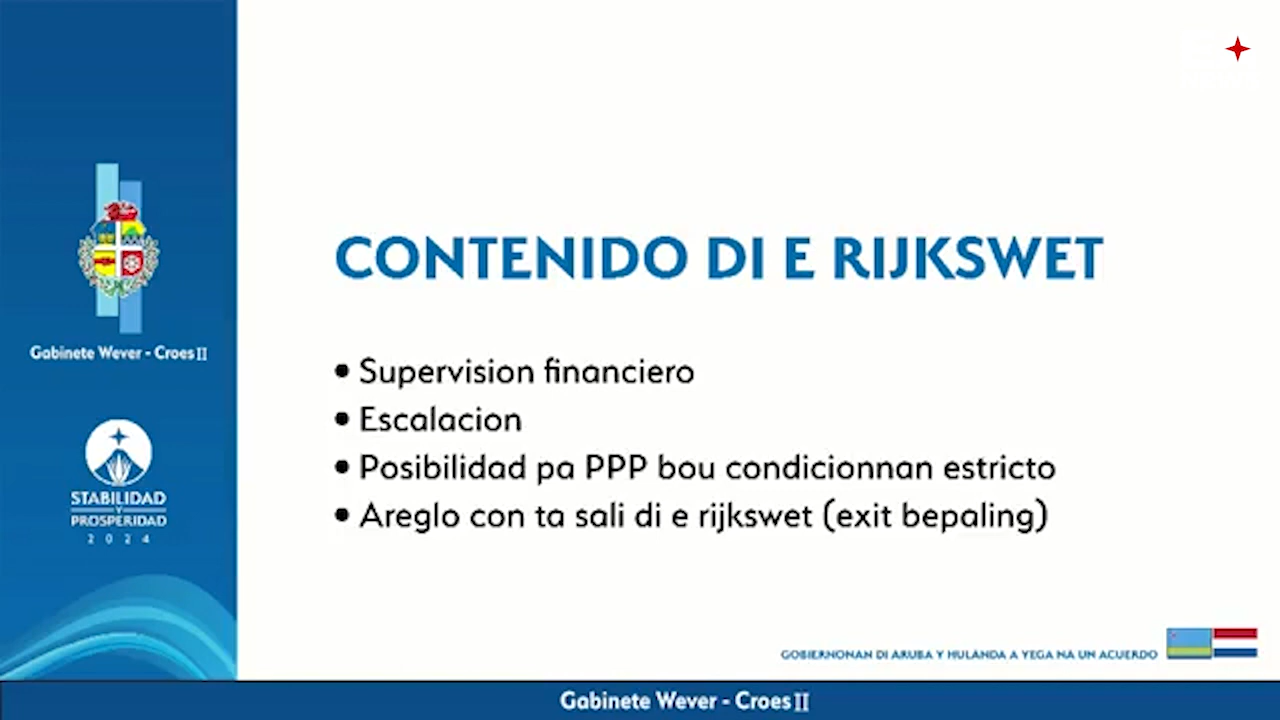 Gabinete Wever - Croes II
STABILIDAD
Y
PROSPERIDAD
2024
CONTENIDO DI E RIJKSWET
• Supervision financiero
• Escalacion
• Posibilidad pa PPP bou condicionnan estricto
• Areglo con ta sali di e rijkswet (exit bepaling)
GOBIERNONAN DI ARUBA Y HULANDA A YEGA NA UN ACUERDO
Gabinete Wever - Croes II